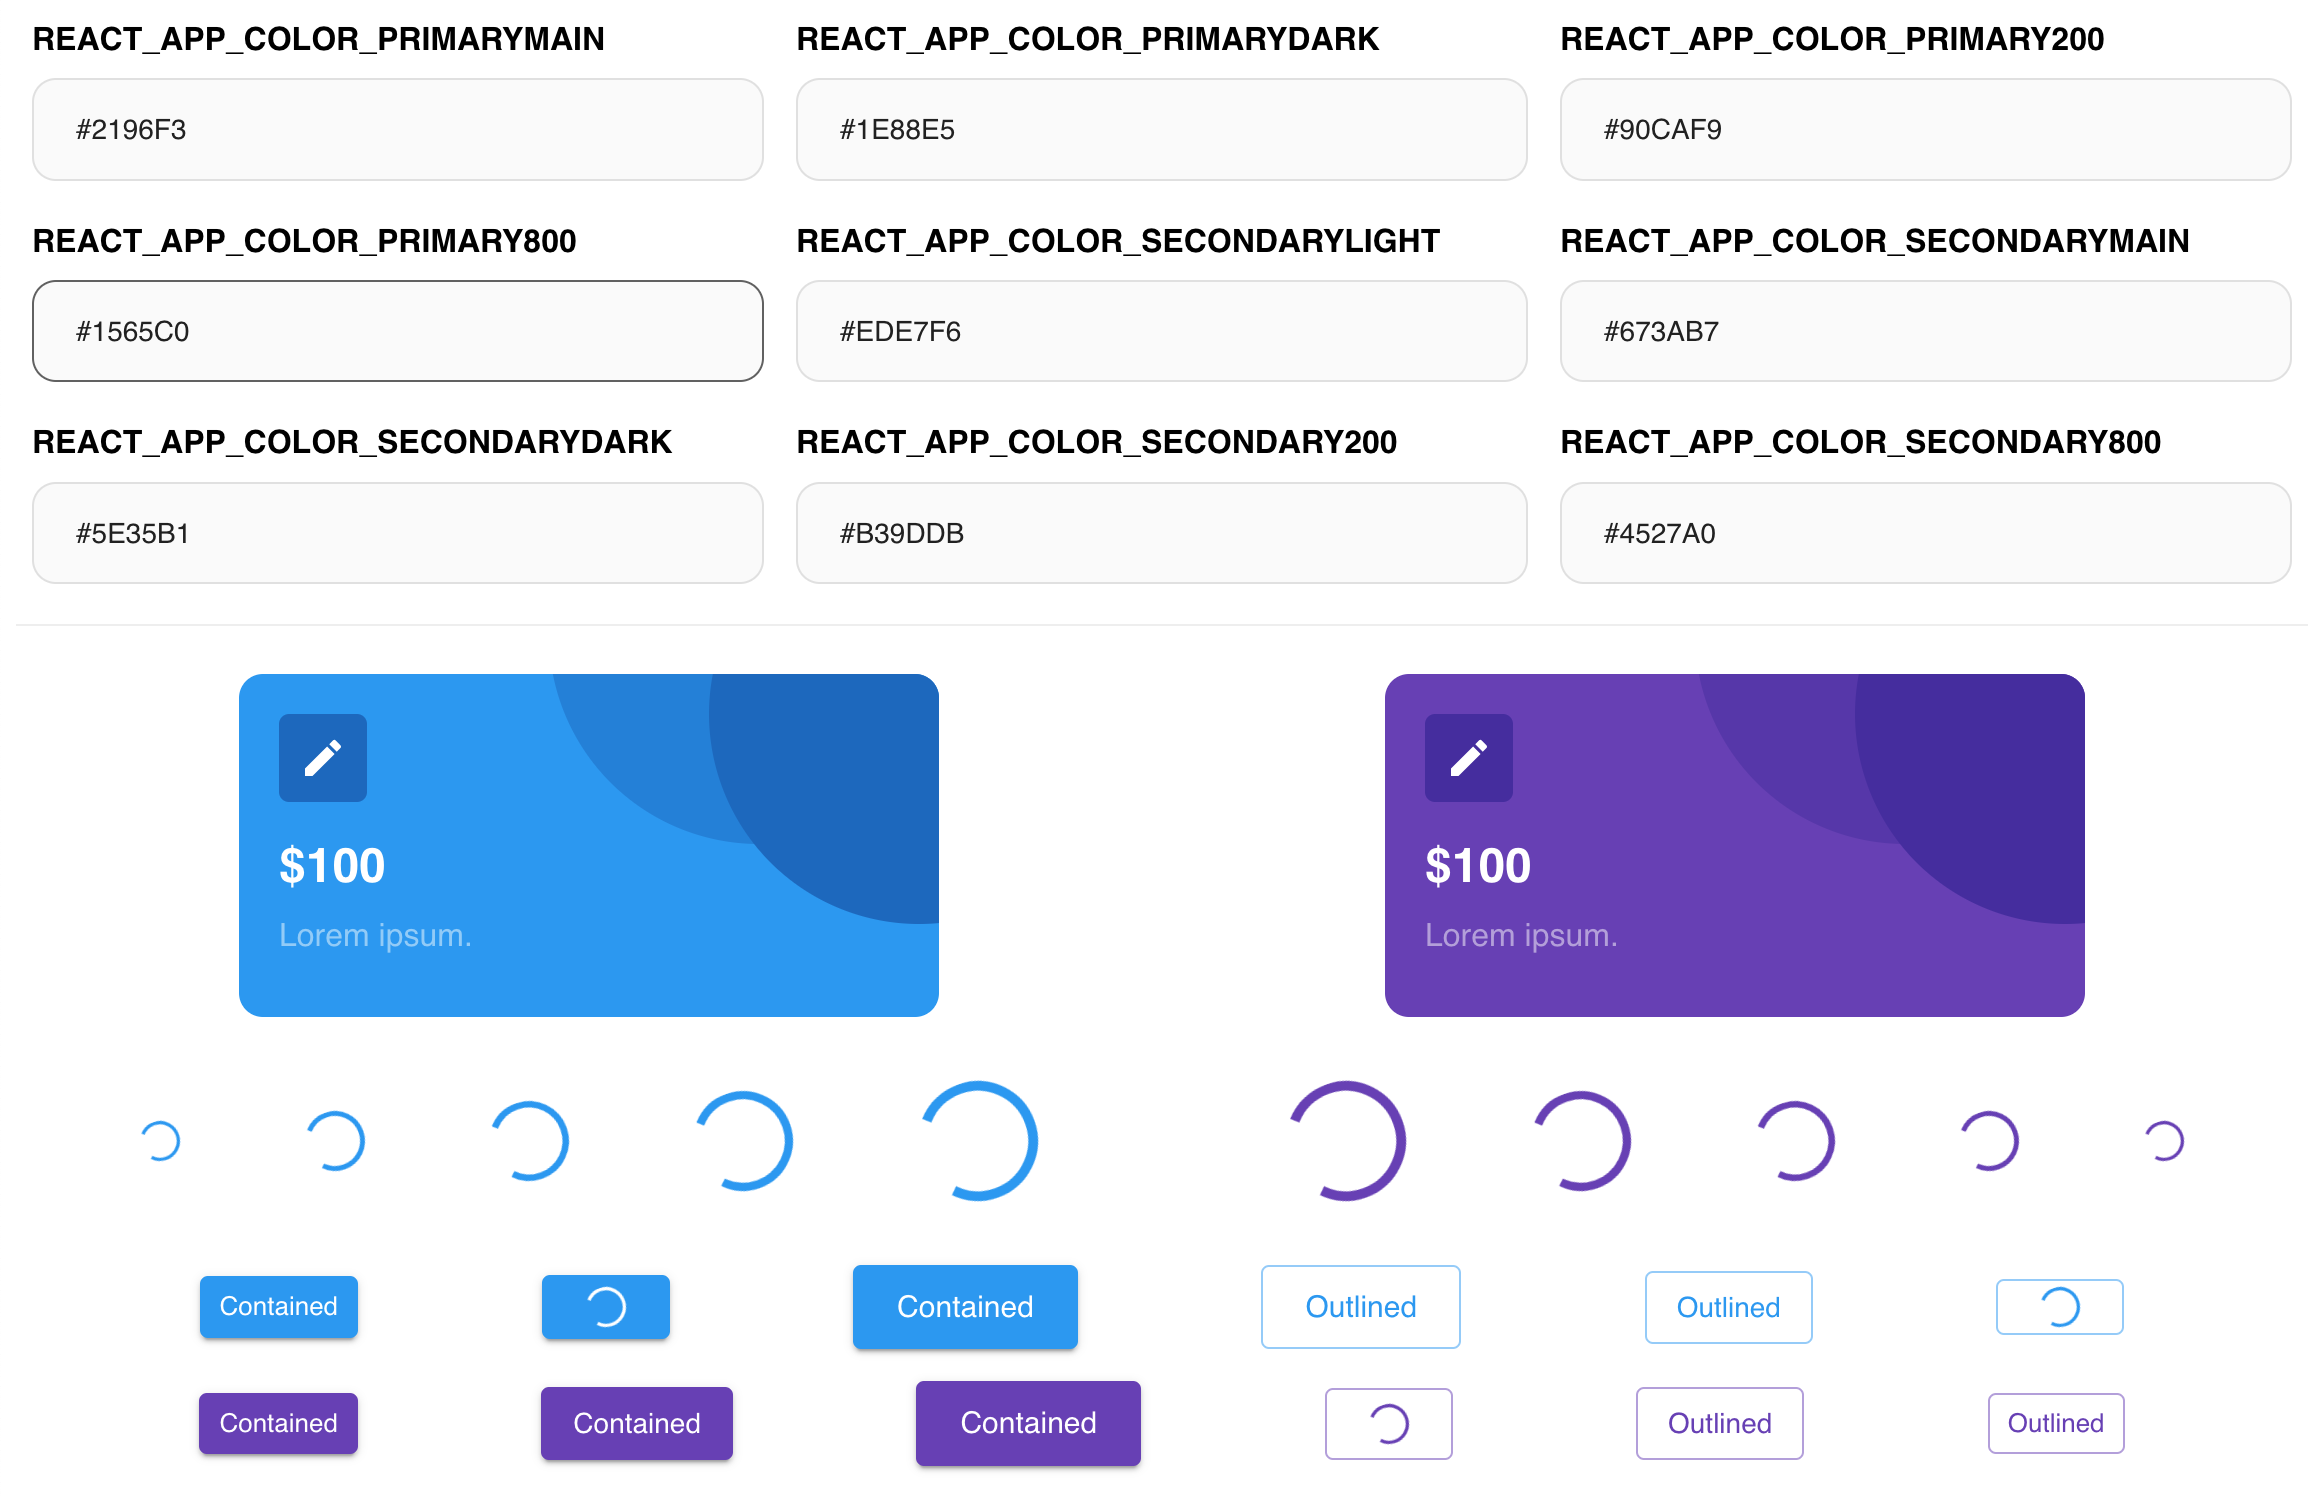 REACT_APP_COLOR_PRIMARYMAIN
REACT_APP_COLOR_PRIMARYDARK
REACT_APP_COLOR_PRIMARY200
#2196F3
#1E88E5
#90CAF9
REACT_APP_COLOR_PRIMARY800
REACT_APP_COLOR_SECONDARYLIGHT
REACT_APP_COLOR_SECONDARYMAIN
#1565C0
#EDE7F6
#673AB7
REACT_APP_COLOR_SECONDARYDARK
REACT_APP_COLOR_SECONDARY200
REACT_APP_COLOR_SECONDARY800
#5E35B1
#B39DDB
#4527A0
$100
Lorem ipsum.
$100
Lorem ipsum.
Contained
Contained
Outlined
Outlined
Contained
Contained
Contained
Outlined
Outlined